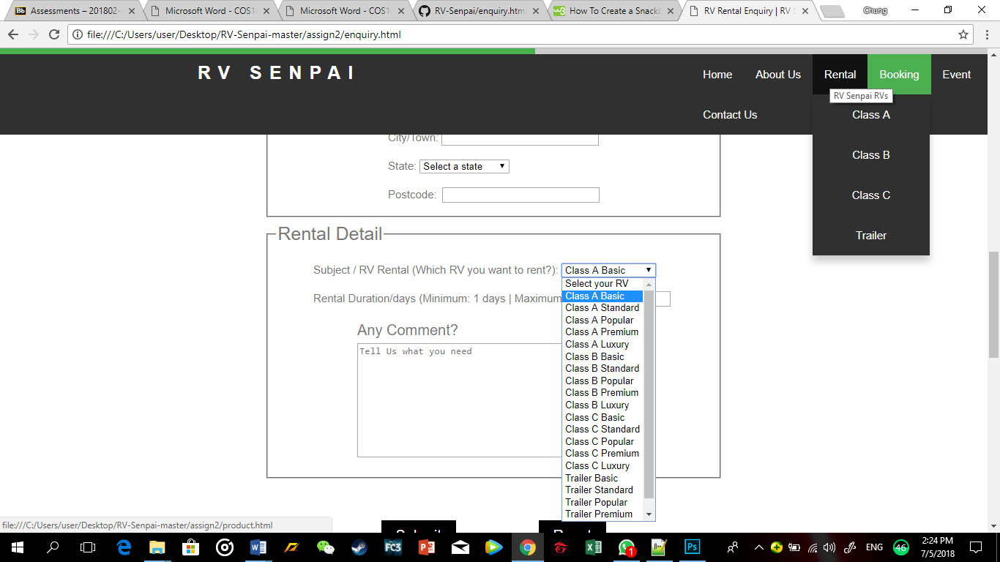 Assessments – 201802-
Microsoft Word - COS1
Microsoft Word - COS1
RV-Senpai/enquiry.htm
How To Create a Snackb
RV Rental Enquiry | RV S
Chung
file:///C:/Users/user/Desktop/RV-Senpai-master/assign2/enquiry.html
RV SENPAI
Home
About Us
Rental
Booking
Event
RV Senpai RVs
Contact Us
Class A
Class B
Class C
Trailer
City/Town:
State: Select a state
Postcode:
Rental Detail
Subject / RV Rental (Which RV you want to rent?): Class A Basic
Select your RV
Rental Duration/days (Minimum: 1 days | Maximum
Class A Basic
Class A Standard
Class A Popular
Class A Premium
Class A Luxury
Class B Basic
Class B Standard
Class B Popular
Class B Premium
Class B Luxury
Class C Basic
Class C Standard
Class C Popular
Class C Premium
Class C Luxury
Trailer Basic
Trailer Standard
Trailer Popular
Trailer Premium
Any Comment?
Tell Us what you need
file:///C:/Users/user/Desktop/RV-Senpai-master/assign2/product.html
Bb
FC3
1
Ps
ENG
46
2:24 PM
7/5/2018